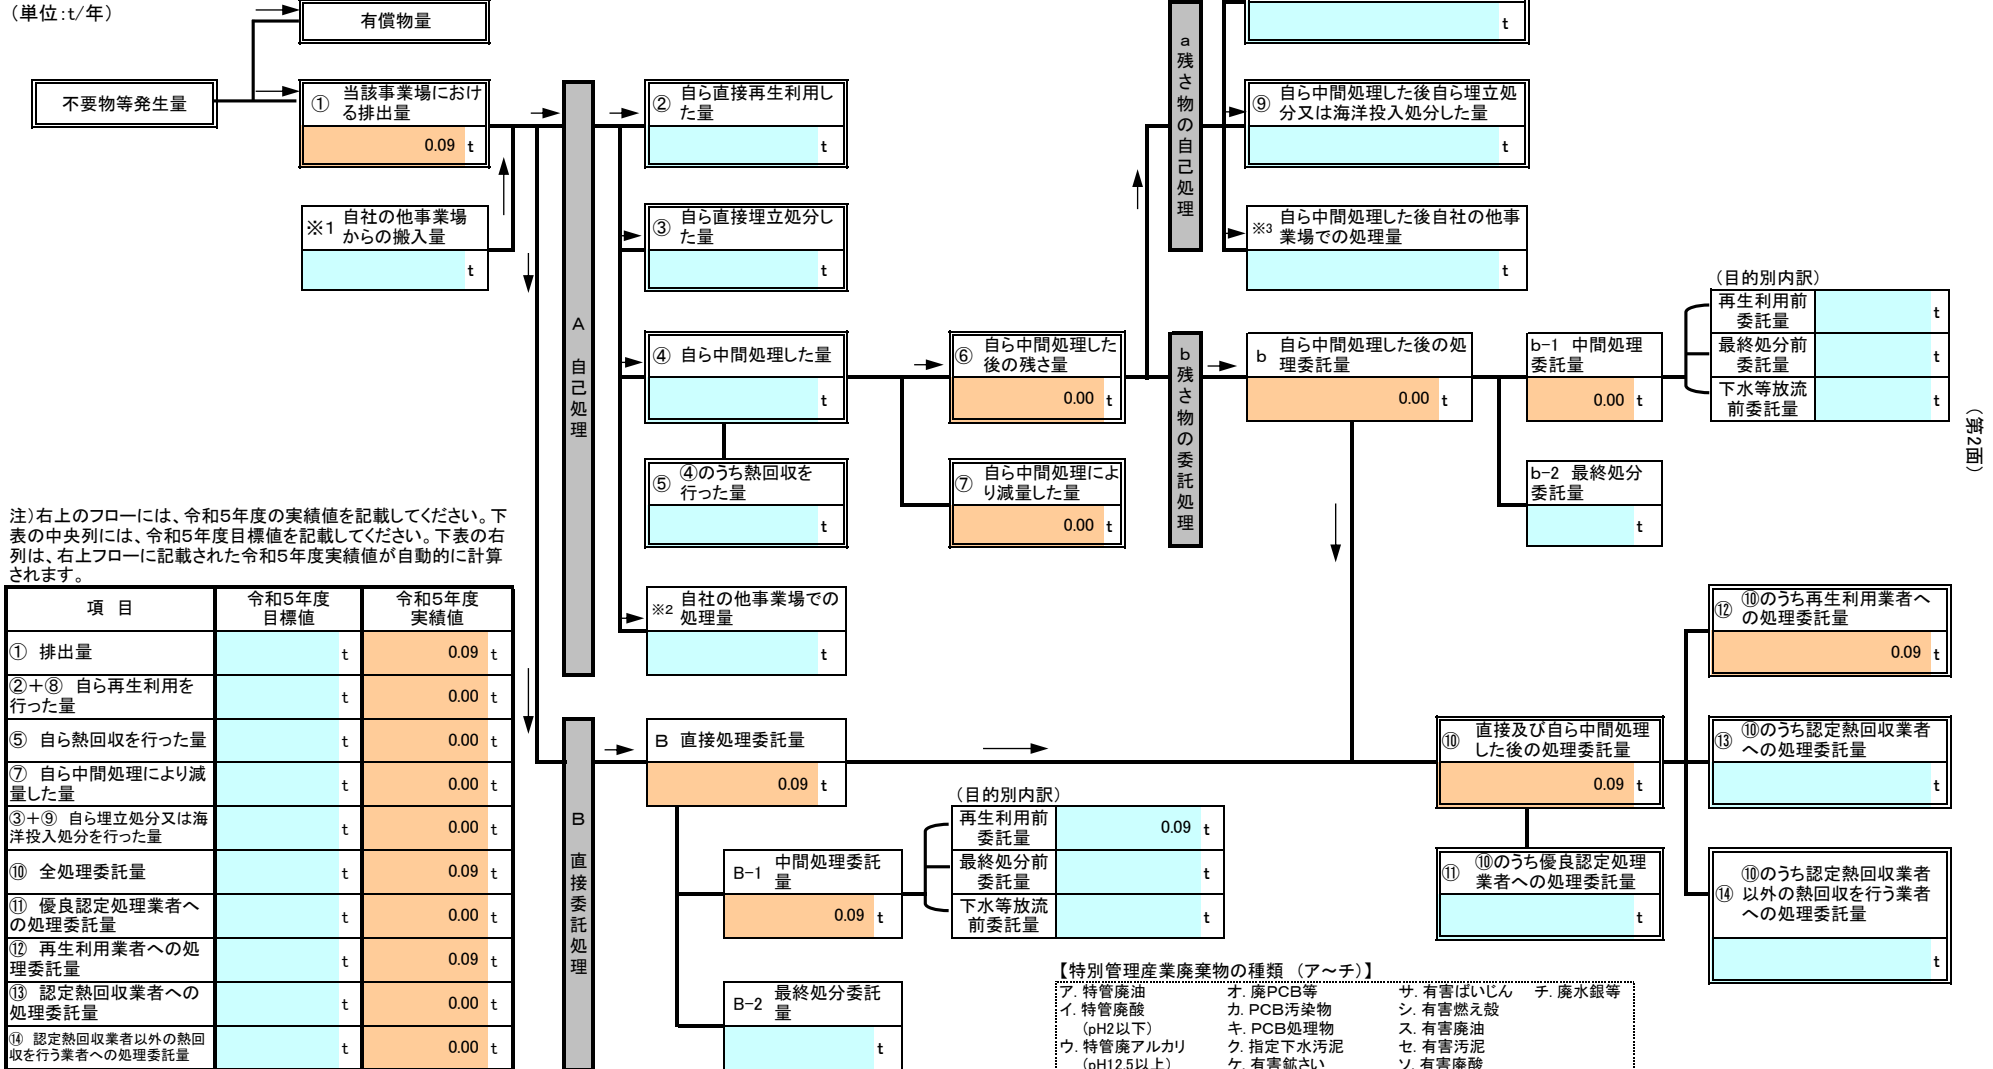 （単位：t/年）
有償物量
不要物等発生量
① 当該事業場におけ
る排出量
0.09 t
※1 自社の他事業場
からの搬入量
t
A 自己処理
② 自ら直接再生利用し
た量
t
③ 自ら直接埋立処分し
た量
t
④ 自ら中間処理した量
t
⑤ ④のうち熱回収を
行った量
t
※2 自社の他事業場での
処理量
t
⑥ 自ら中間処理した
後の残さ量
0.00 t
⑦ 自ら中間処理によ
り減量した量
0.00 t
a 残さ物の自己処理
t
⑨ 自ら中間処理した後自ら埋立処
分又は海洋投入処分した量
t
※3 自ら中間処理した後自社の他事
業場での処理量
t
b 残さ物の委託処理
b 自ら中間処理した後の処
理委託量
0.00 t
b-1 中間処理
委託量
0.00 t
（目的別内訳）
再生利用前
委託量
t
最終処分前
委託量
t
下水等放流
前委託量
t
b-2 最終処分
委託量
t
（第2面）
注）右上のフローには、令和5年度の実績値を記載してください。下
表の中央列には、令和5年度目標値を記載してください。下表の右
列は、右上フローに記載された令和5年度実績値が自動的に計算
されます。
項 目 令和5年度
目標値 令和5年度
実績値
① 排出量 t 0.09 t
②＋⑧ 自ら再生利用を
行った量 t 0.00 t
⑤ 自ら熱回収を行った量 t 0.00 t
⑦ 自ら中間処理により減
量した量 t 0.00 t
③＋⑨ 自ら埋立処分又は海
洋投入処分を行った量 t 0.00 t
⑩ 全処理委託量 t 0.09 t
⑪ 優良認定処理業者へ
の処理委託量 t 0.00 t
⑫ 再生利用業者への処
理委託量 t 0.09 t
⑬ 認定熱回収業者への
処理委託量 t 0.00 t
⑭ 認定熱回収業者以外の熱回
収を行う業者への処理委託量 t 0.00 t
B 直接委託処理
B 直接処理委託量
0.09 t
B-1 中間処理委託
量
0.09 t
（目的別内訳）
再生利用前
委託量
0.09 t
最終処分前
委託量
t
下水等放流
前委託量
t
B-2 最終処分委託
量
t
⑩ 直接及び自ら中間処理
した後の処理委託量
0.09 t
⑪ ⑩のうち優良認定処理
業者への処理委託量
t
⑫ ⑩のうち再生利用業者へ
の処理委託量
0.09 t
⑬ ⑩のうち認定熱回収業者
への処理委託量
t
⑭ ⑩のうち認定熱回収業者
以外の熱回収を行う業者
への処理委託量
t
【特別管理産業廃棄物の種類 （ア～チ）】
ア. 特管廃油 オ. 廃PCB等 サ. 有害ばいじん チ. 廃水銀等
イ. 特管廃酸 カ. PCB汚染物 シ. 有害燃え殻
（pH2以下） キ. PCB処理物 ス. 有害廃油
ウ. 特管廃アルカリ ク. 指定下水汚泥 セ. 有害汚泥
（pH12.5以上） ケ. 有害鉱さい ソ. 有害廃酸